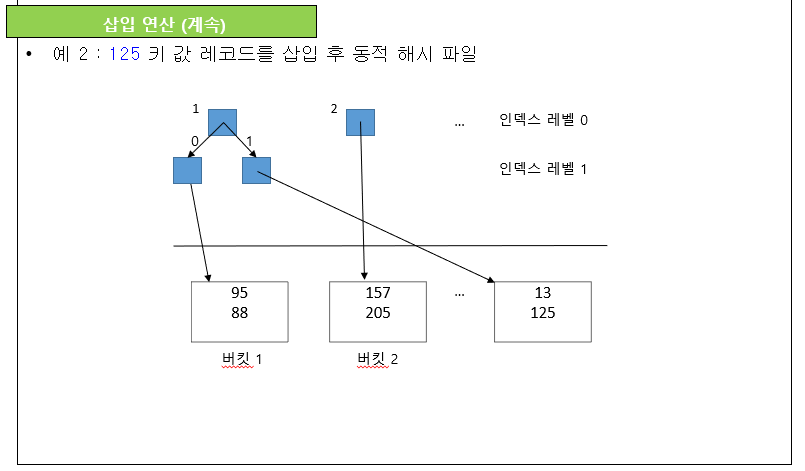 삽입 연산 (계속)
• 예 2 : 125 키 값 레코드를 삽입 후 동적 해시 파일
1
2
... 인덱스 레벨 0
0 1
인덱스 레벨 1
95 157 ... 13
88 205 125
버킷 1 버킷 2